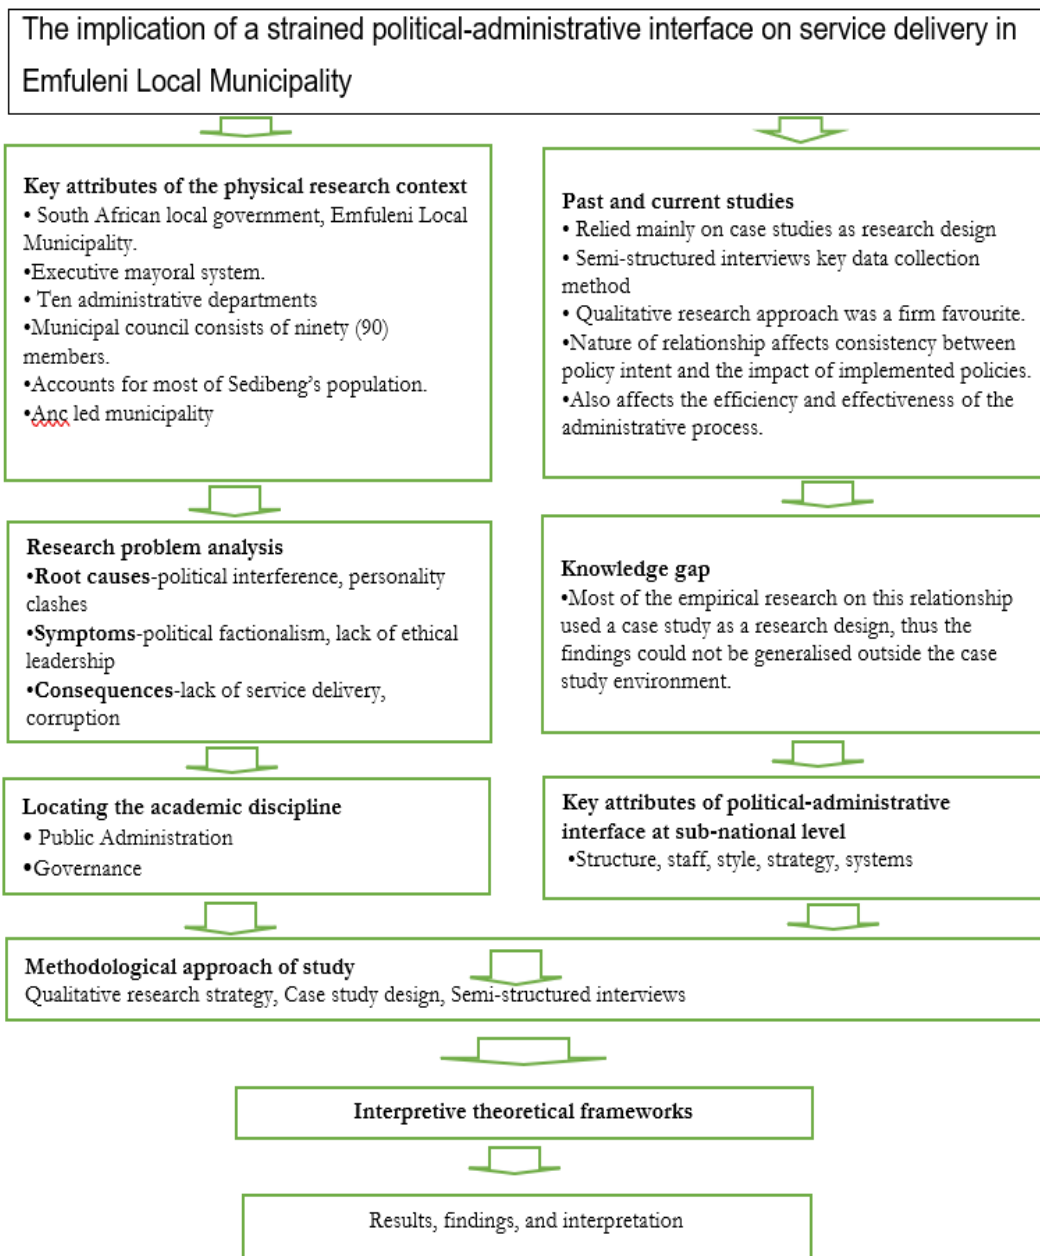 The implication of a strained political-administrative interface on service delivery in
Emfuleni Local Municipality
Key attributes of the physical research context
• South African local government, Emfuleni Local
Municipality.
•Executive mayoral system.
• Ten administrative departments
•Municipal council consists of ninety (90)
members.
•Accounts for most of Sedibeng’s population.
•Anc led municipality
Past and current studies
• Relied mainly on case studies as research design
• Semi-structured interviews key data collection
method
• Qualitative research approach was a firm favourite.
•Nature of relationship affects consistency between
policy intent and the impact of implemented policies.
•Also affects the efficiency and effectiveness of the
administrative process.
Research problem analysis
•Root causes-political interference, personality
clashes
•Symptoms-political factionalism, lack of ethical
leadership
•Consequences-lack of service delivery,
corruption
Knowledge gap
•Most of the empirical research on this relationship
used a case study as a research design, thus the
findings could not be generalised outside the case
study environment.
Locating the academic discipline
• Public Administration
•Governance
Key attributes of political-administrative
interface at sub-national level
•Structure, staff, style, strategy, systems
Methodological approach of study
Qualitative research strategy, Case study design, Semi-structured interviews
Interpretive theoretical frameworks
Results, findings, and interpretation